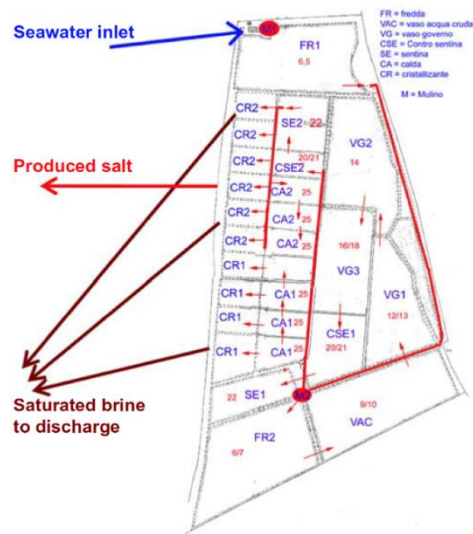 Seawater inlet
M1
FR = fredda
VAC = vaso acqua cruda
VG = vaso governo
CSE = Contro sentina
SE = sentina
CA = calda
CR = cristallizante
M = Mulino
FR1
6,5
CR2
SE2
22
CR2
VG2
14
20/21
CSE2
CR2
Produced salt
CR2
CA2
25
CR2
CA2
25
CR2
CA2
25
16/18
VG3
CR1
CR1
CA1
25
VG1
12/13
CR1
CA1
25
CSE1
20/21
CR1
CA1
25
22
SE1
M2
9/10
VAC
Saturated brine
to discharge
FR2
6/7